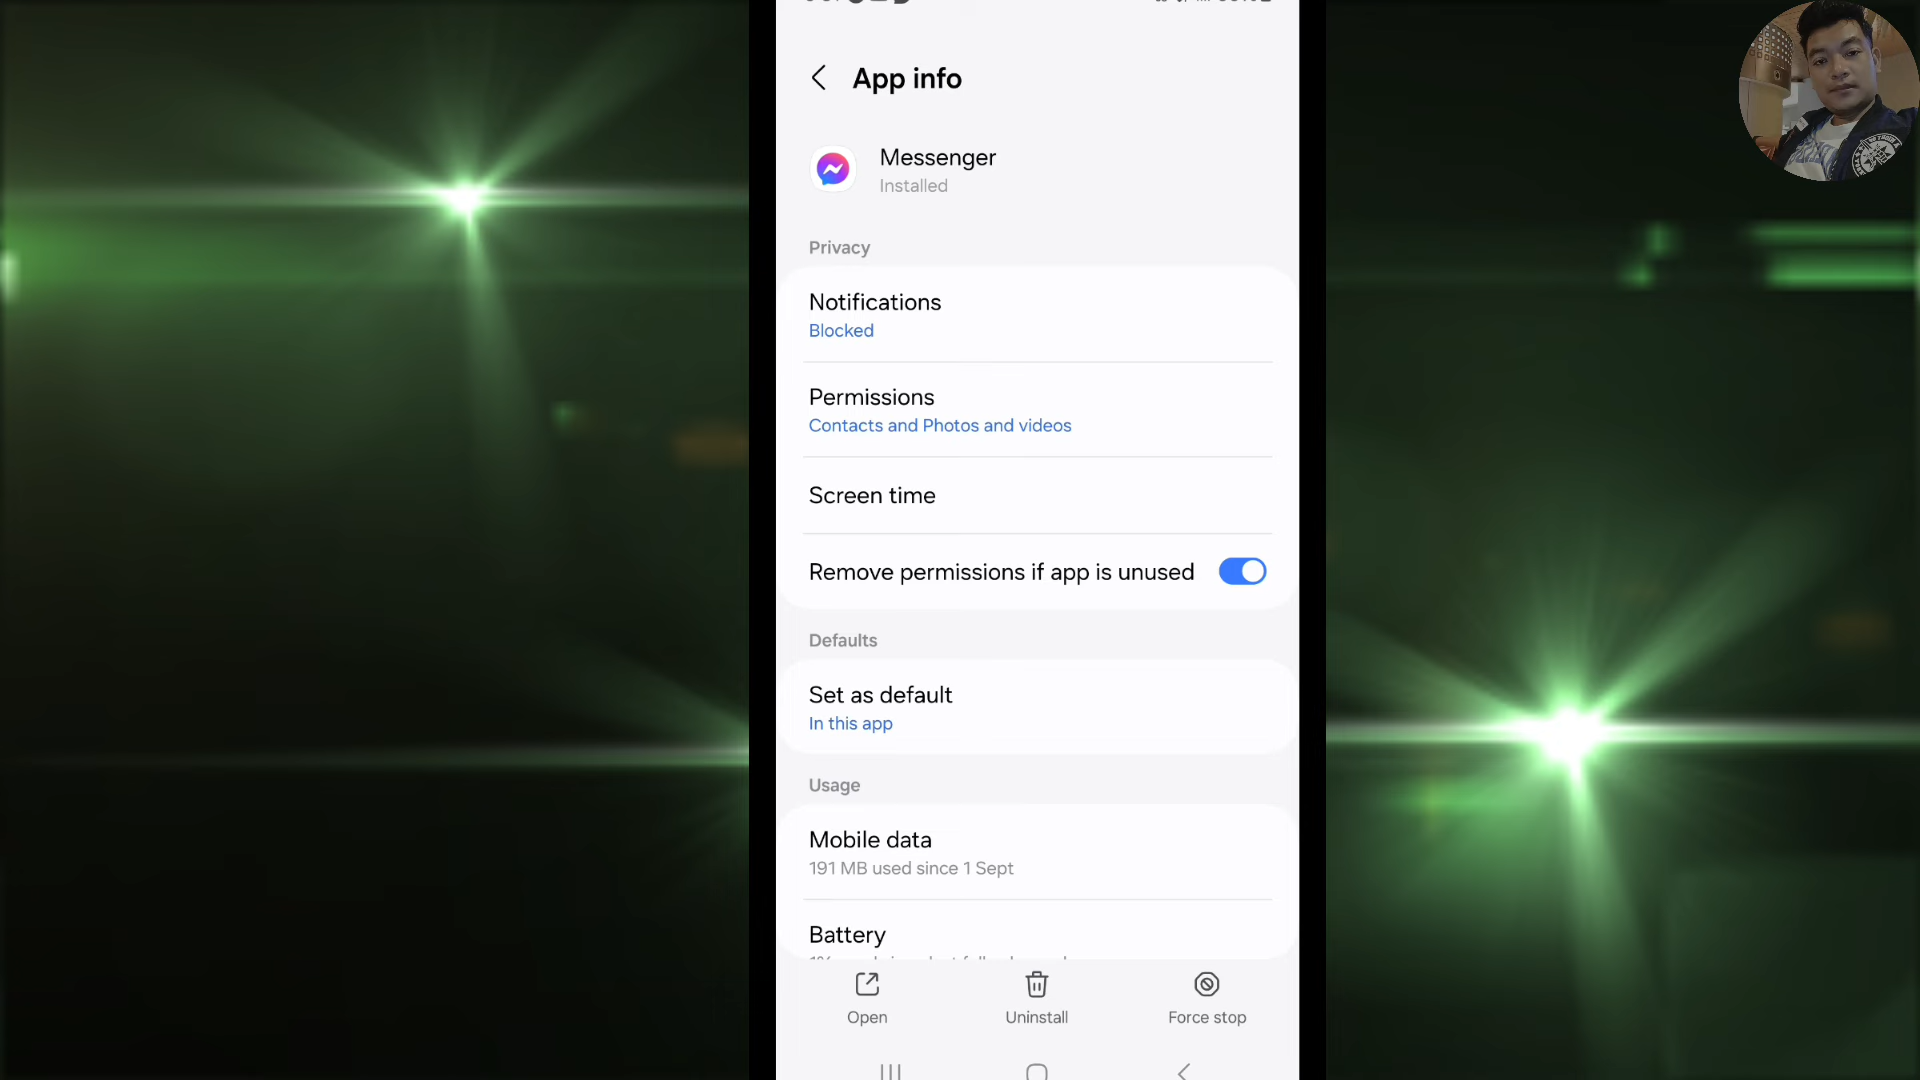 App info
Messenger
Installed
Privacy
Notifications
Blocked
Permissions
Contacts and Photos and videos
Screen time
Remove permissions if app is unused
Defaults
Set as default
In this app
Usage
Mobile data
191 MB used since 1 Sept
Battery
Open
Uninstall
Force stop